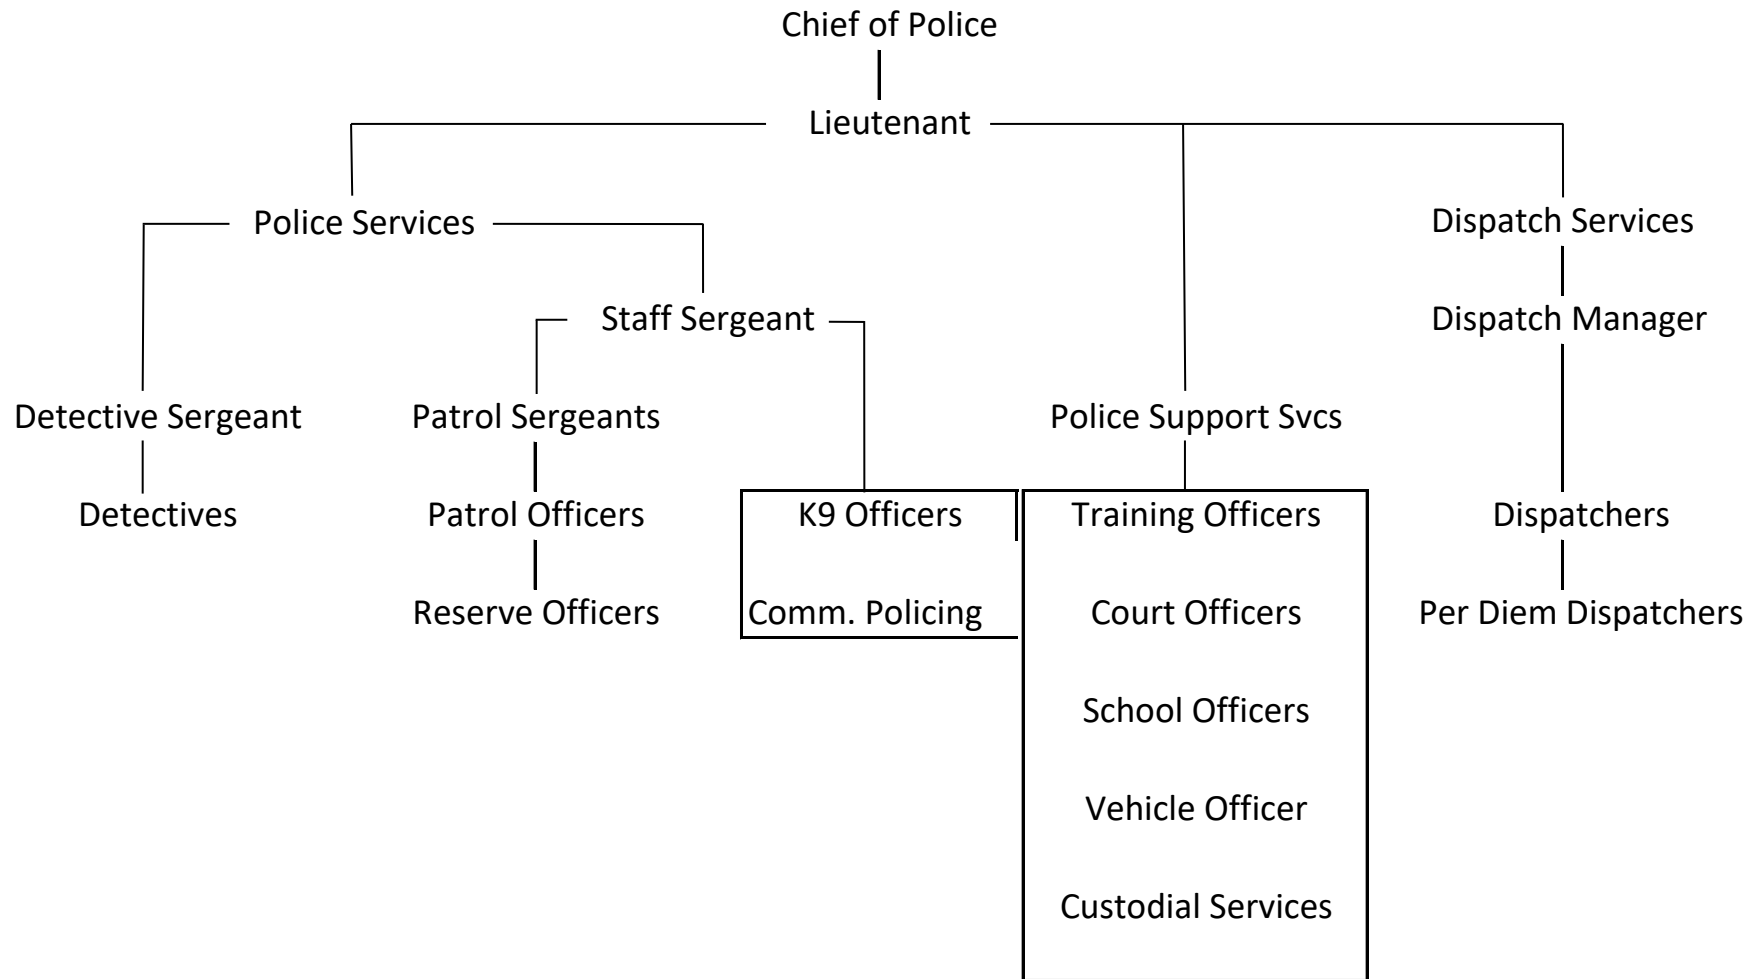 Chief of Police
Lieutenant
Police Services
Dispatch Services
Staff Sergeant
Dispatch Manager
Detective Sergeant
Patrol Sergeants
Police Support Svcs
Detectives
Patrol Officers
K9 Officers
Training Officers
Dispatchers
Reserve Officers
Comm. Policing
Court Officers
Per Diem Dispatchers
School Officers
Vehicle Officer
Custodial Services